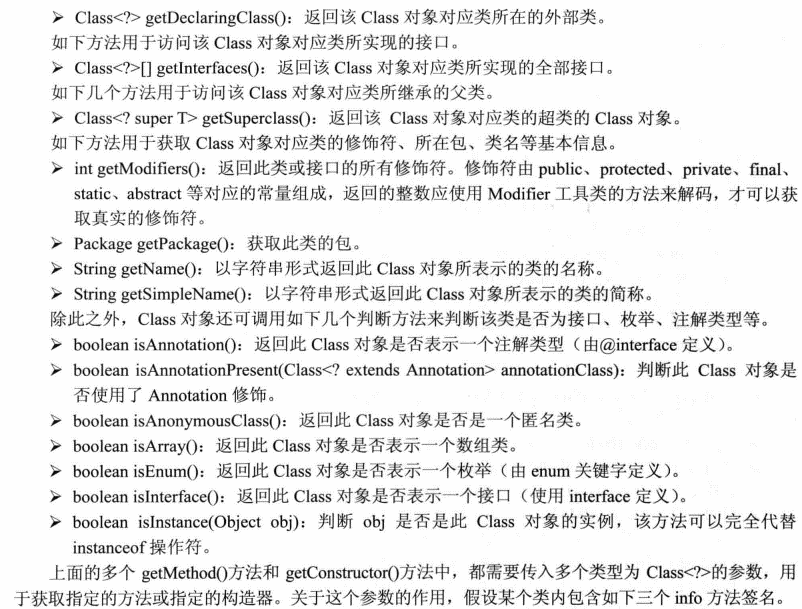 ➢ Class<?> getDeclaringClass()：返回该 Class 对象对应类所在的外部类。
如下方法用于访问该 Class 对象对应类所实现的接口。
➢ Class<?>[] getInterfaces()：返回该 Class 对象对应类所实现的全部接口。
如下几个方法用于访问该 Class 对象对应类所继承的父类。
➢ Class<? super T> getSuperclass()：返回该 Class 对象对应类的超类的 Class 对象。
如下方法用于获取 Class 对象对应类的修饰符、所在包、类名等基本信息。
➢ int getModifiers()：返回此类或接口的所有修饰符。修饰符由 public、protected、private、final、
static、abstract 等对应的常量组成，返回的整数应使用 Modifier 工具类的方法来解码，才可以获
取真实的修饰符。
➢ Package getPackage()：获取此类的包。
➢ String getName()：以字符串形式返回此 Class 对象所表示的类的名称。
➢ String getSimpleName()：以字符串形式返回此 Class 对象所表示的类的简称。
除此之外，Class 对象还可调用如下几个判断方法来判断该类是否为接口、枚举、注解类型等。
➢ boolean isAnnotation()：返回此 Class 对象是否表示一个注解类型（由@interface 定义）。
➢ boolean isAnnotationPresent(Class<? extends Annotation> annotationClass)：判断此 Class 对象是
否使用了 Annotation 修饰。
➢ boolean isAnonymousClass()：返回此 Class 对象是否是一个匿名类。
➢ boolean isArray()：返回此 Class 对象是否表示一个数组类。
➢ boolean isEnum()：返回此 Class 对象是否表示一个枚举（由 enum 关键字定义）。
➢ boolean isInterface()：返回此 Class 对象是否表示一个接口（使用 interface 定义）。
➢ boolean isInstance(Object obj)：判断 obj 是否是此 Class 对象的实例，该方法可以完全代替
instanceof 操作符。
上面的多个 getMethod()方法和 getConstructor()方法中，都需要传入多个类型为 Class<?>的参数，用
于获取指定的方法或指定的构造器。关于这个参数的作用，假设某个类内包含如下三个 info 方法签名。